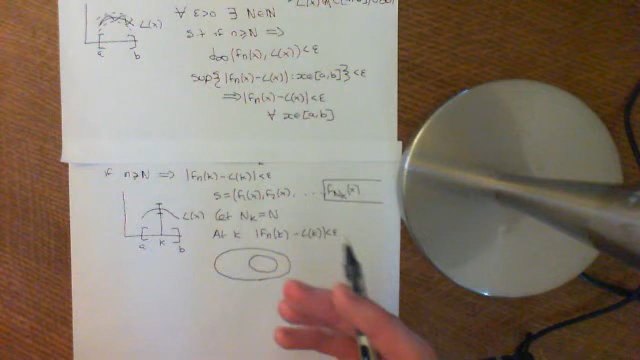 ∀ ε>0 ∃ N∈ℕ
s.t if n≥N ⟹
L(x)
a b
d∞(fn(x), L(x))<ε
sup{|fn(x)-L(x)|: x∈[a,b]}<ε
⟹|fn(x)-L(x)|<ε
∀ x∈[a,b]
if n≥N ⟹ |fn(k)-L(k)|<ε
s=(f1(x), f2(x), ... fNk(x)
L(x) Let Nk=N
a k b
At k |fn(k)-L(k)|<ε